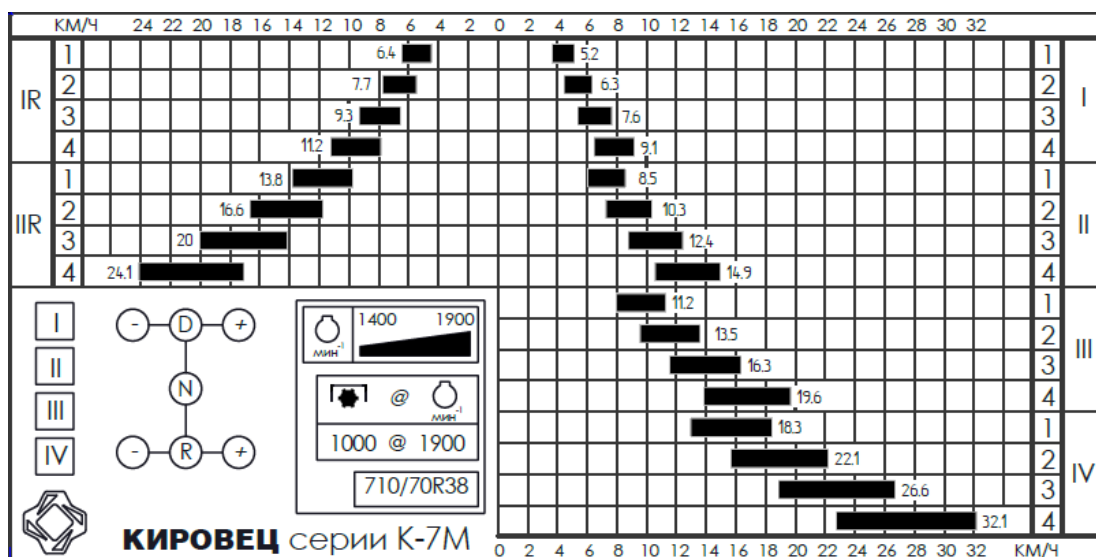 КМ/Ч 24 22 20 18 16 14 12 10 8 6 4 2 0 2 4 6 8 10 12 14 16 18 20 22 24 26 28 30 32
IR 1 6.4 5.2 1 I
2 7.7 6.3 2
3 9.3 7.6 3
4 11.2 9.1 4
IIR 1 13.8 8.5 1 II
2 16.6 10.3 2
3 20 12.4 3
4 24.1 14.9 4
11.2 1 III
13.5 2
16.3 3
19.6 4
18.3 1 IV
22.1 2
26.6 3
32.1 4
I
II
III
IV
- D +
N
- R +
1400 1900
мин-1
@
мин-1
1000 @ 1900
710/70R38
КИРОВЕЦ серии К-7М
0 2 4 6 8 10 12 14 16 18 20 22 24 26 28 30 32 КМ/Ч